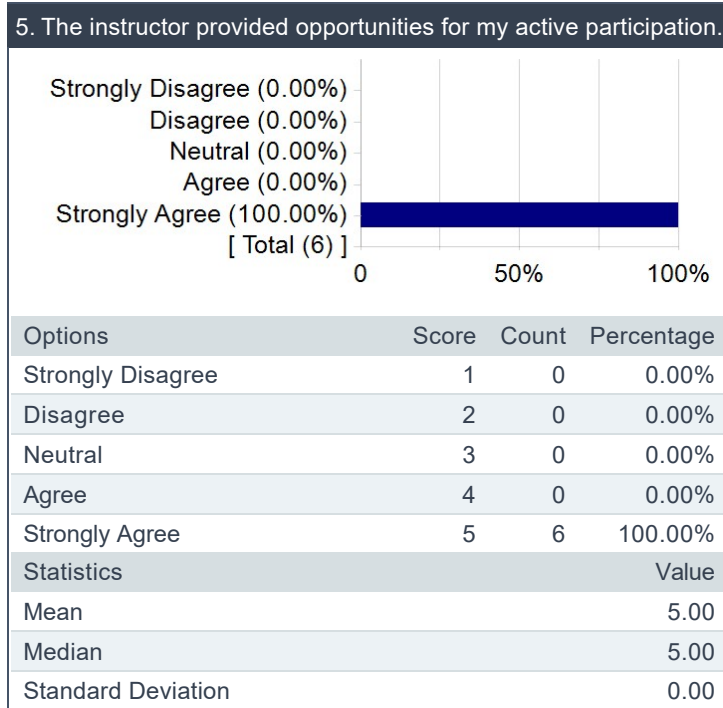 5. The instructor provided opportunities for my active participation.
Strongly Disagree (0.00%)
Disagree (0.00%)
Neutral (0.00%)
Agree (0.00%)
Strongly Agree (100.00%)
[ Total (6) ]
0 50% 100%
Options Score Count Percentage
Strongly Disagree 1 0 0.00%
Disagree 2 0 0.00%
Neutral 3 0 0.00%
Agree 4 0 0.00%
Strongly Agree 5 6 100.00%
Statistics Value
Mean 5.00
Median 5.00
Standard Deviation 0.00